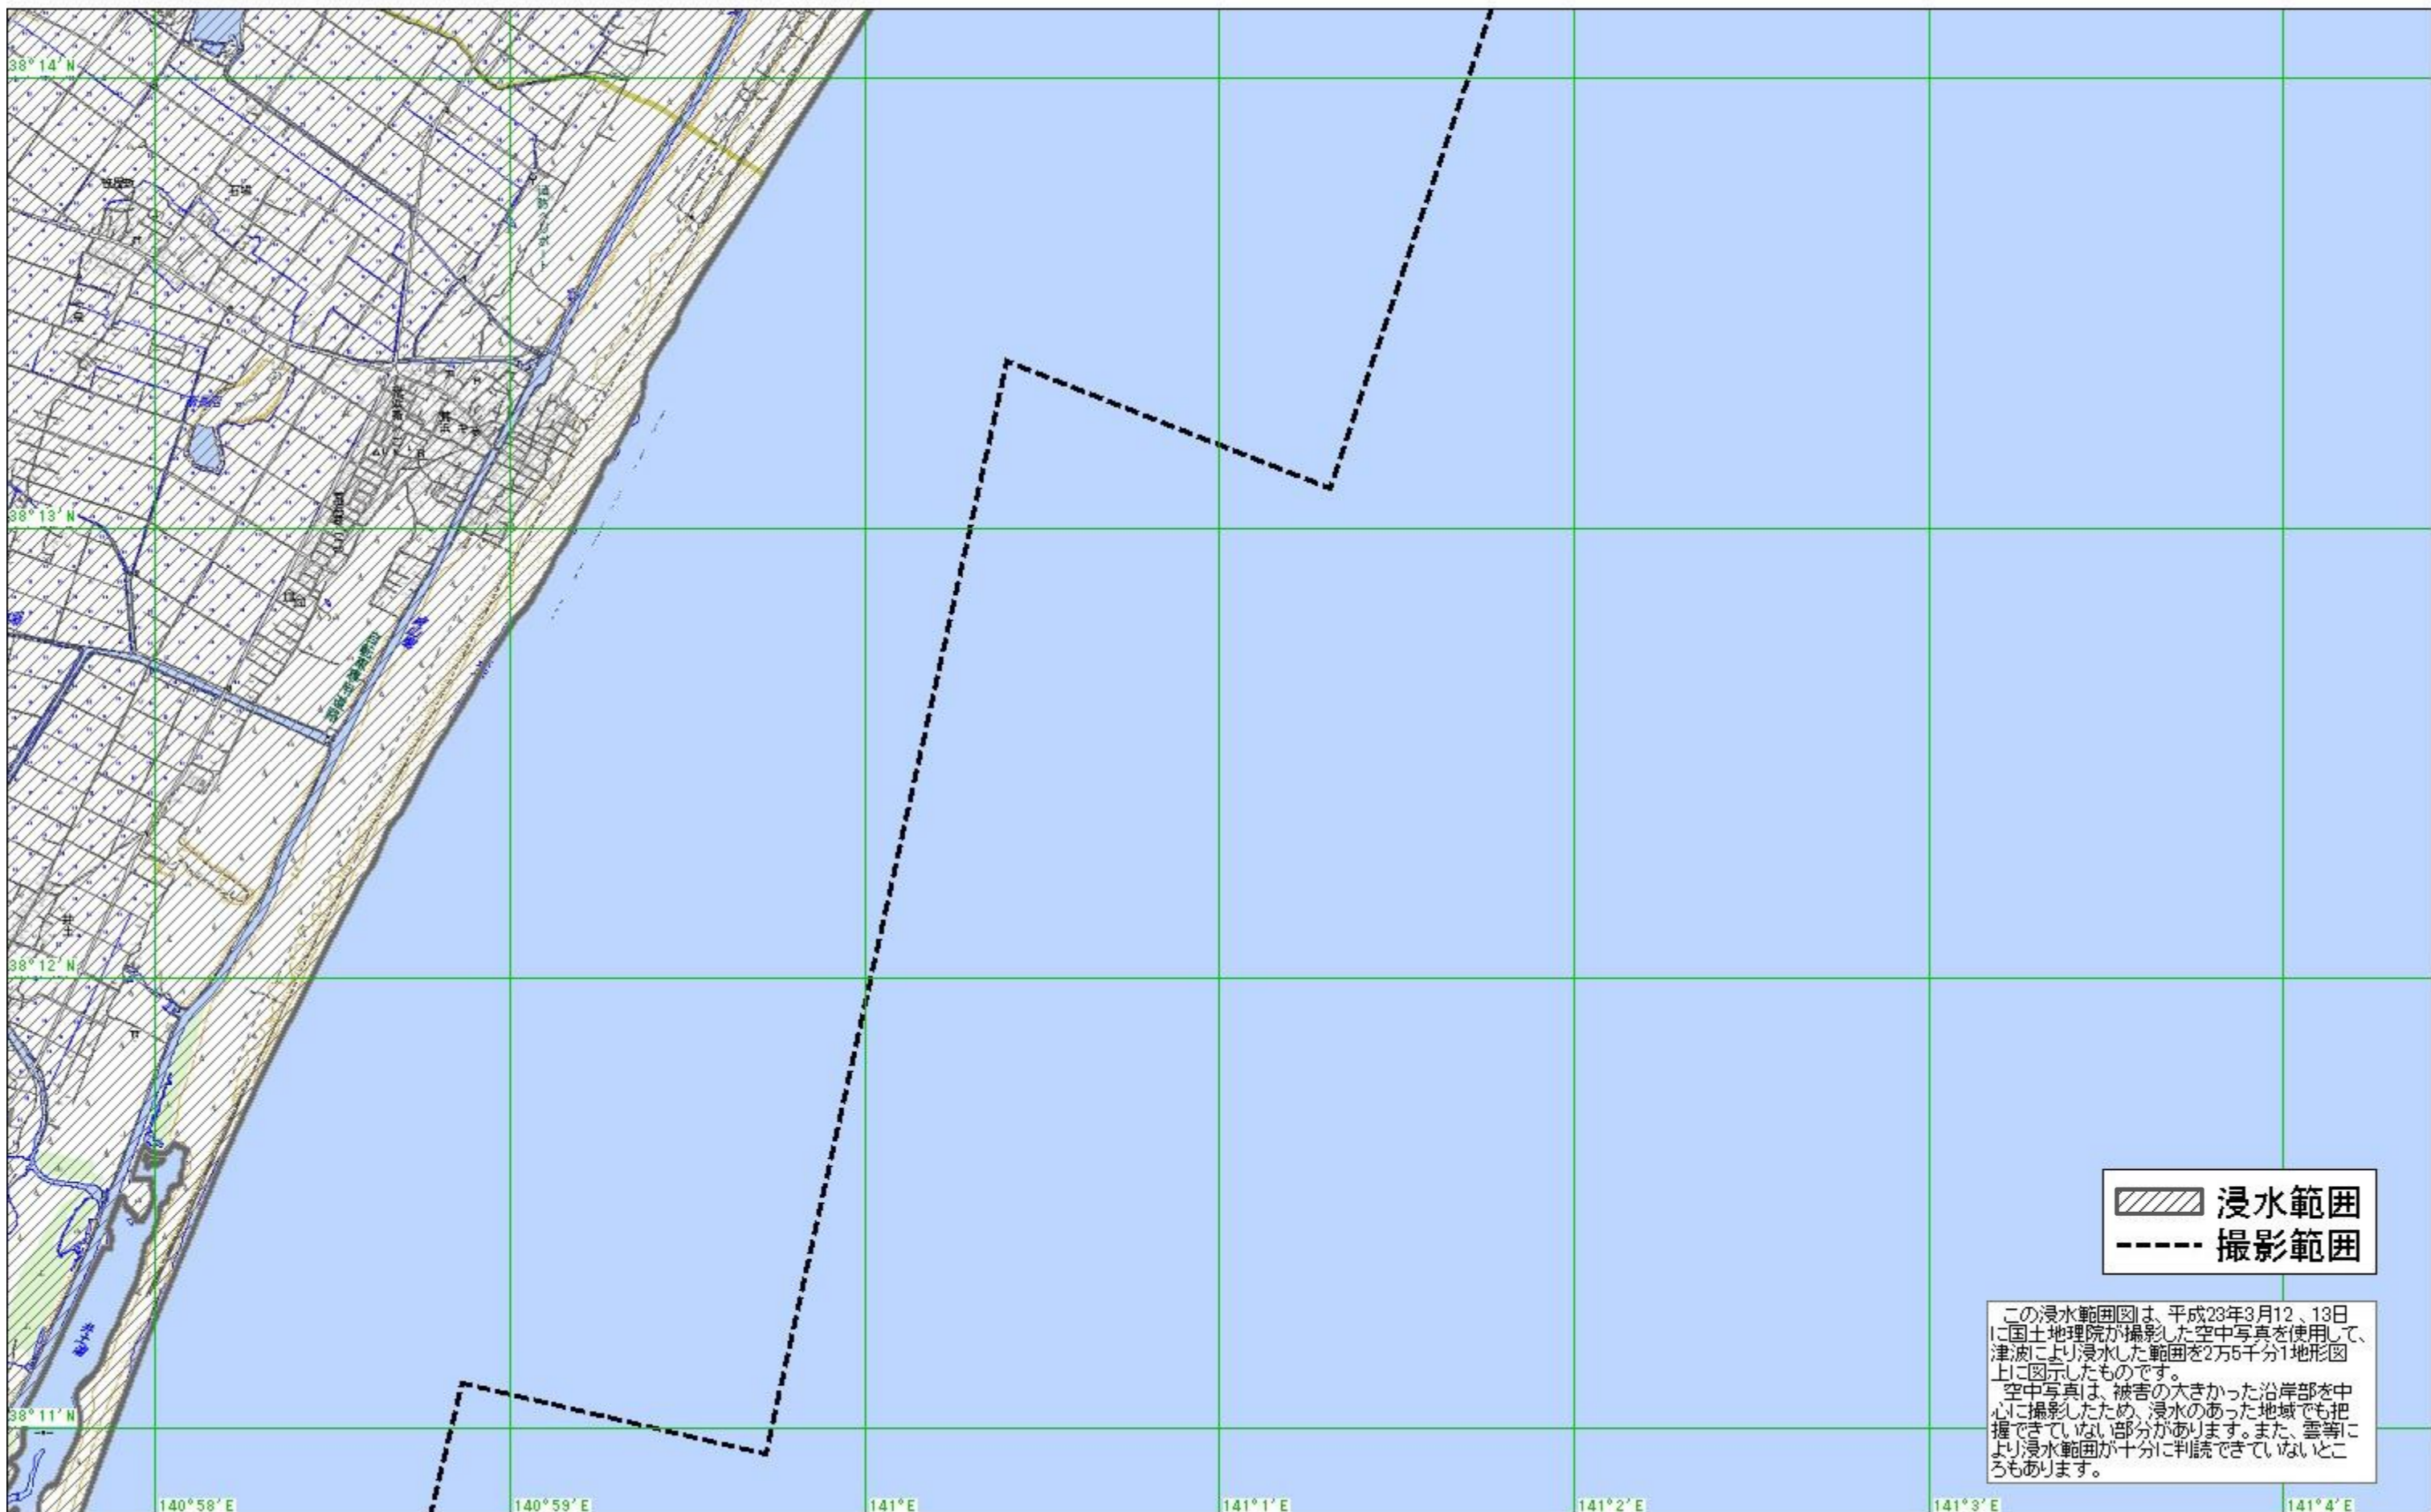 38°14'N
石場
荒浜
38°13'N
貞山堀
井土
38°12'N
38°11'N
140°58'E
140°59'E
141°E
141°1'E
141°2'E
141°3'E
141°4'E
浸水範囲
撮影範囲
この浸水範囲図は、平成23年3月12、13日
に国土地理院が撮影した空中写真を使用して、
津波により浸水した範囲を2万5千分1地形図
上に図示したものです。
空中写真は、被害の大きかった沿岸部を中
心に撮影したため、浸水のあった地域でも把
握できていない部分があります。また、雲等に
より浸水範囲が十分に判読できていないとこ
ろもあります。